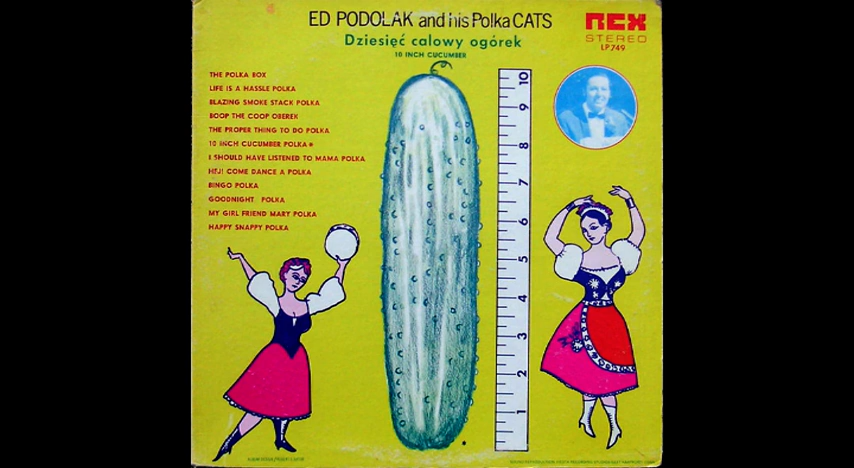 ED PODOLAK and his Polka CATS
Dziesięć calowy ogórek
10 INCH CUCUMBER
REX
STEREO
LP749
THE POLKA BOX
LIFE IS A HASSLE POLKA
BLAZING SMOKE STACK POLKA
BOOP THE COOP OBEREK
THE PROPER THING TO DO POLKA
10 INCH CUCUMBER POLKA *
I SHOULD HAVE LISTENED TO MAMA POLKA
HEJ! COME DANCE A POLKA
BINGO POLKA
GOODNIGHT POLKA
MY GIRL FRIEND MARY POLKA
HAPPY SNAPPY POLKA
10
9
8
7
6
5
4
3
2
1
*